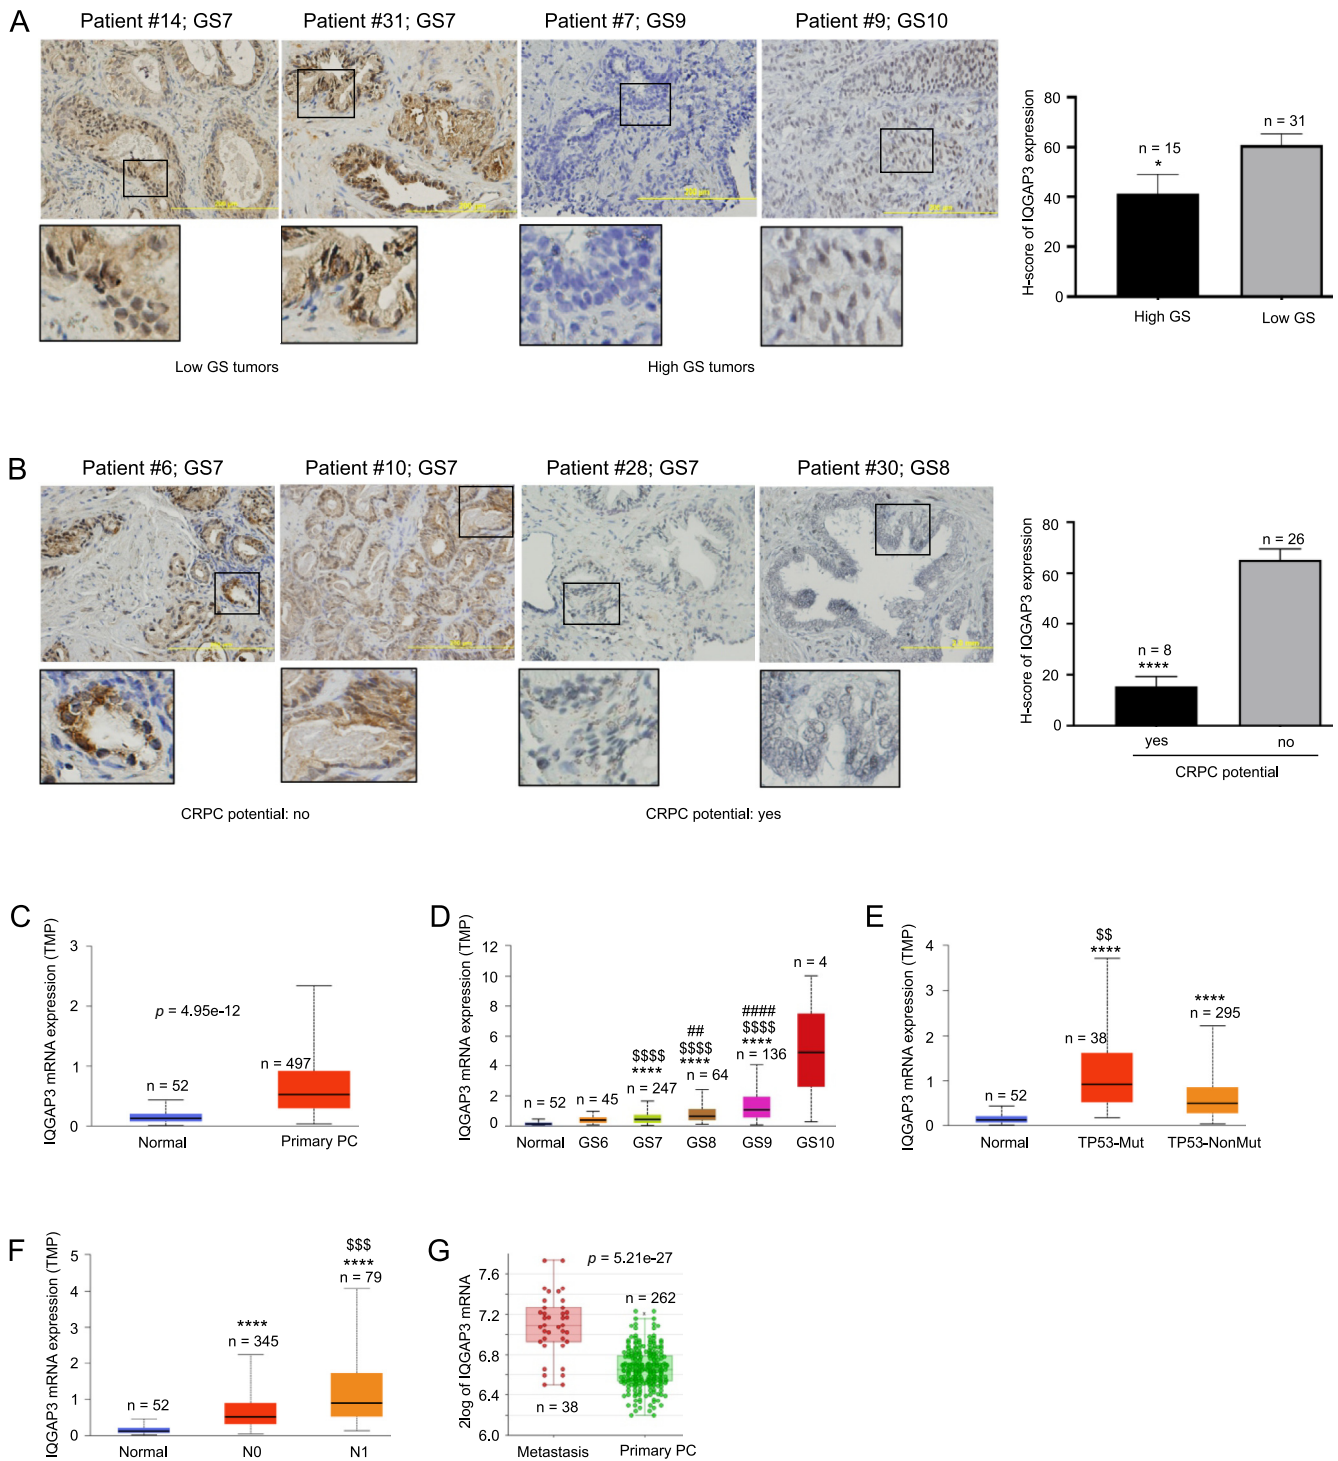 A
Patient #14; GS7
Patient #31; GS7
Patient #7; GS9
Patient #9; GS10
Low GS tumors
High GS tumors
H-score of IQGAP3 expression
80
60
40
20
0
n = 15
*
n = 31
High GS
Low GS
B
Patient #6; GS7
Patient #10; GS7
Patient #28; GS7
Patient #30; GS8
CRPC potential: no
CRPC potential: yes
H-score of IQGAP3 expression
80
60
40
20
0
n = 8
****
n = 26
yes
no
CRPC potential
C
IQGAP3 mRNA expression (TMP)
3
2
1
0
p = 4.95e-12
n = 52
n = 497
Normal
Primary PC
D
IQGAP3 mRNA expression (TMP)
12
10
8
6
4
2
0
n = 52
n = 45
$$$$
****
n = 247
##
$$$$
****
n = 64
####
$$$$
****
n = 136
n = 4
Normal
GS6
GS7
GS8
GS9
GS10
E
IQGAP3 mRNA expression (TMP)
4
3
2
1
0
n = 52
$$
****
n = 38
****
n = 295
Normal
TP53-Mut
TP53-NonMut
F
IQGAP3 mRNA expression (TMP)
5
4
3
2
1
0
n = 52
****
n = 345
$$$
****
n = 79
Normal
N0
N1
G
2log of IQGAP3 mRNA
7.6
7.2
6.8
6.4
6.0
p = 5.21e-27
n = 262
n = 38
Metastasis
Primary PC